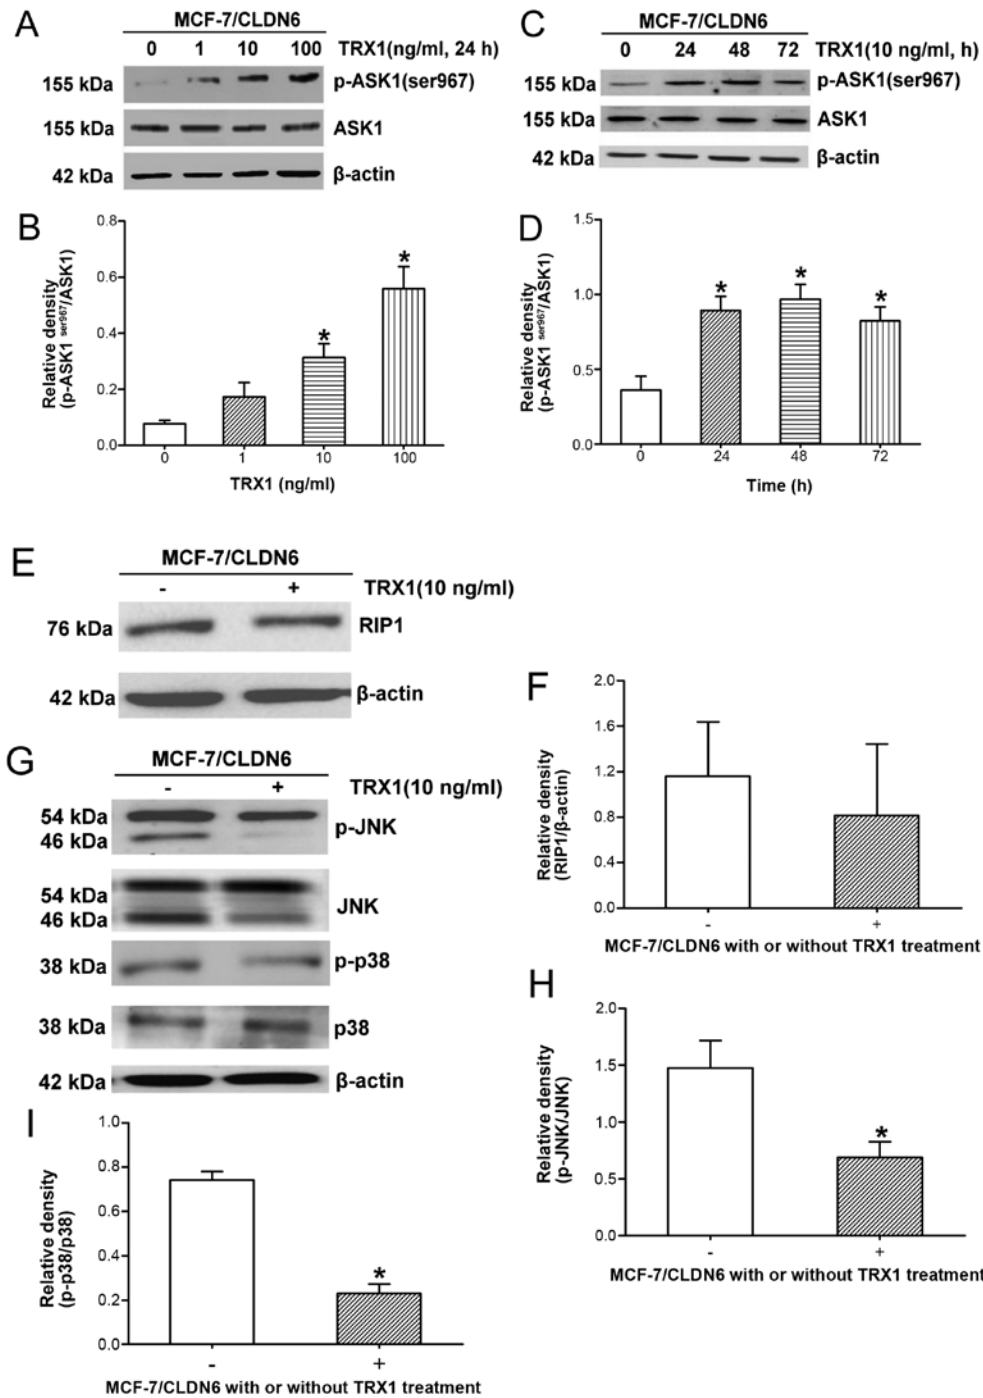 A
MCF-7/CLDN6
0 1 10 100 TRX1(ng/ml, 24 h)
155 kDa p-ASK1(ser967)
155 kDa ASK1
42 kDa β-actin
C
MCF-7/CLDN6
0 24 48 72 TRX1(10 ng/ml, h)
155 kDa p-ASK1(ser967)
155 kDa ASK1
42 kDa β-actin
B
Relative density
(p-ASK1 ser967/ASK1)
0.8
0.6
0.4
0.2
0.0
* *
0 1 10 100
TRX1 (ng/ml)
D
Relative density
(p-ASK1 ser967/ASK1)
1.5
1.0
0.5
0.0
* * *
0 24 48 72
Time (h)
E
MCF-7/CLDN6
- + TRX1(10 ng/ml)
76 kDa RIP1
42 kDa β-actin
F
Relative density
(RIP1/β-actin)
2.0
1.6
1.2
0.8
0.4
0.0
- +
MCF-7/CLDN6 with or without TRX1 treatment
G
MCF-7/CLDN6
- + TRX1(10 ng/ml)
54 kDa
46 kDa p-JNK
54 kDa
46 kDa JNK
38 kDa p-p38
38 kDa p38
42 kDa β-actin
H
Relative density
(p-JNK/JNK)
2.0
1.5
1.0
0.5
0.0
*
- +
MCF-7/CLDN6 with or without TRX1 treatment
I
Relative density
(p-p38/p38)
1.0
0.8
0.6
0.4
0.2
0.0
*
- +
MCF-7/CLDN6 with or without TRX1 treatment